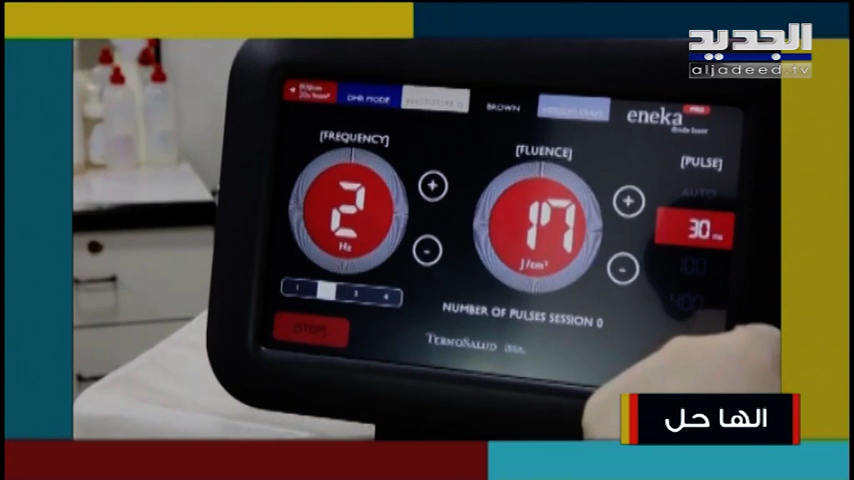 الجديد
aljadeed.tv
DHR MODE
BROWN
eneka
PRO
diode laser
[FREQUENCY]
[FLUENCE]
[PULSE]
AUTO
2
Hz
+
-
17
J/cm²
+
-
30 ms
100
400
1
3
4
NUMBER OF PULSES SESSION 0
[STOP]
TERMOSALUD
الها حل